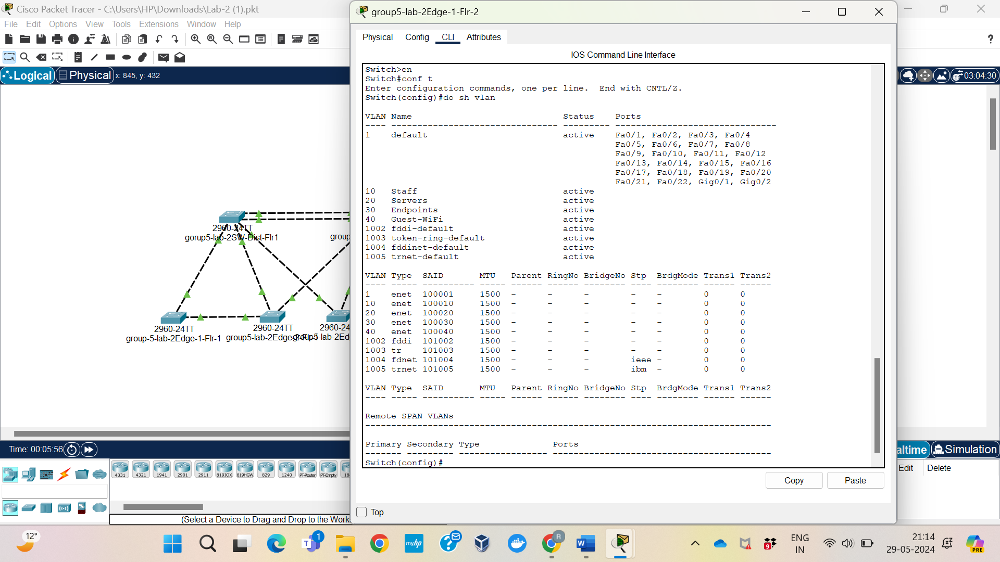 Cisco Packet Tracer - C:\Users\HP\Downloads\Lab-2 (1).pkt
File Edit Options View Tools Extensions Window Help
?
Logical Physical x: 845, y: 432
03:04:30
2960-24TT
gorup5-lab-2SW-Dist-Flr1
group
2960-24TT
group-5-lab-2Edge-1-Flr-1
2960-24TT
group5-lab-2Edge-2-Flr-1
2960-24
group5-lab-2Ed
Time: 00:05:56
altime Simulation
4331 4321 1941 2901 2911 819IOX 819HGW 829 1240 PT-Router PT-Empty 18
(Select a Device to Drag and Drop to the Work
Edit Delete
group5-lab-2Edge-1-Flr-2
Physical Config CLI Attributes
IOS Command Line Interface
Switch>en
Switch#conf t
Enter configuration commands, one per line. End with CNTL/Z.
Switch(config)#do sh vlan
VLAN Name Status Ports
---- -------------------------------- --------- -------------------------------
1 default active Fa0/1, Fa0/2, Fa0/3, Fa0/4
Fa0/5, Fa0/6, Fa0/7, Fa0/8
Fa0/9, Fa0/10, Fa0/11, Fa0/12
Fa0/13, Fa0/14, Fa0/15, Fa0/16
Fa0/17, Fa0/18, Fa0/19, Fa0/20
Fa0/21, Fa0/22, Gig0/1, Gig0/2
10 Staff active
20 Servers active
30 Endpoints active
40 Guest-WiFi active
1002 fddi-default active
1003 token-ring-default active
1004 fddinet-default active
1005 trnet-default active
VLAN Type SAID MTU Parent RingNo BridgeNo Stp BrdgMode Trans1 Trans2
---- ----- ---------- ----- ------ ------ -------- ---- -------- ------ ------
1 enet 100001 1500 - - - - - 0 0
10 enet 100010 1500 - - - - - 0 0
20 enet 100020 1500 - - - - - 0 0
30 enet 100030 1500 - - - - - 0 0
40 enet 100040 1500 - - - - - 0 0
1002 fddi 101002 1500 - - - - - 0 0
1003 tr 101003 1500 - - - - - 0 0
1004 fdnet 101004 1500 - - - ieee - 0 0
1005 trnet 101005 1500 - - - ibm - 0 0
VLAN Type SAID MTU Parent RingNo BridgeNo Stp BrdgMode Trans1 Trans2
---- ----- ---------- ----- ------ ------ -------- ---- -------- ------ ------
Remote SPAN VLANs
------------------------------------------------------------------------------
Primary Secondary Type Ports
------- --------- ----------------- ------------------------------------------
Switch(config)#
Copy Paste
Top
12°
1
myhp
R
9
ENG
IN
21:14
29-05-2024
PRE